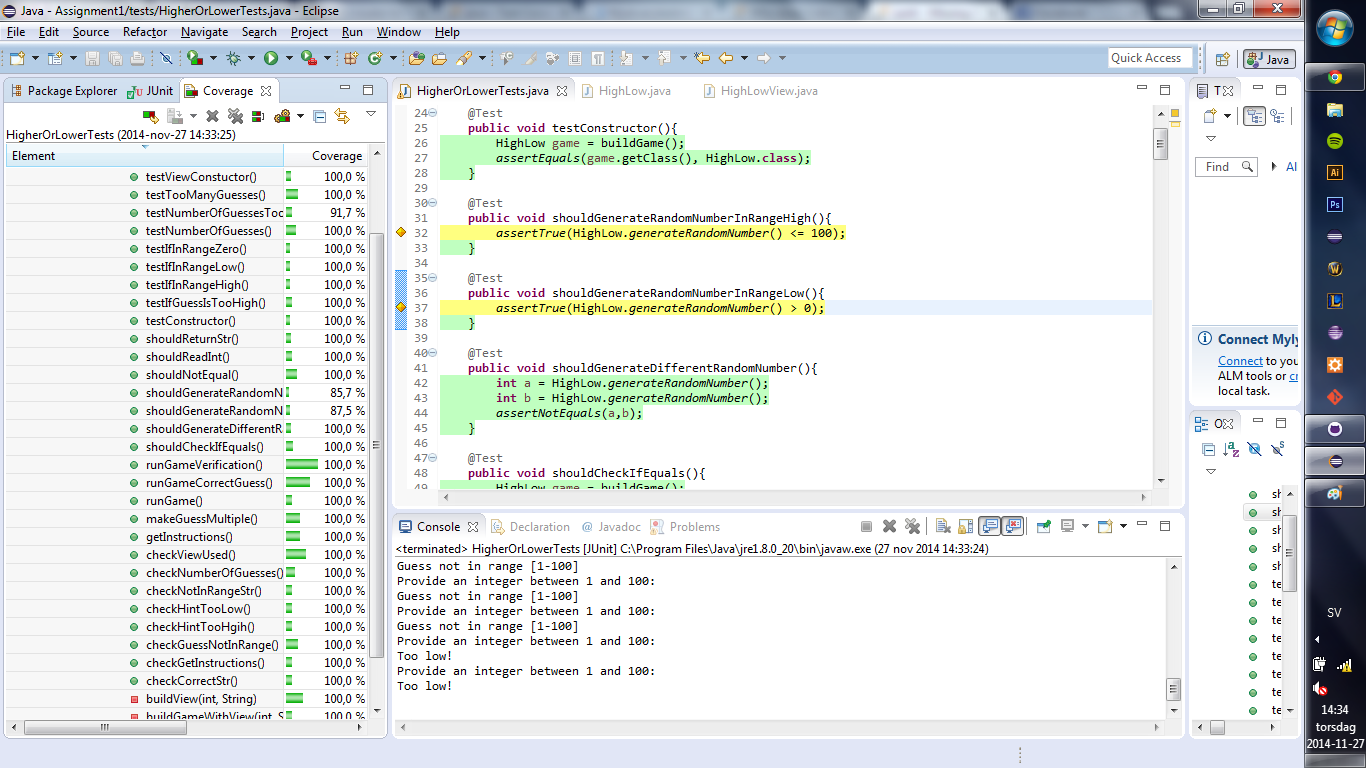 Java - Assignment1/tests/HigherOrLowerTests.java - Eclipse
File Edit Source Refactor Navigate Search Project Run Window Help
Quick Access
Java
Package Explorer
JUnit
Coverage
HigherOrLowerTests (2014-nov-27 14:33:25)
Element Coverage
testViewConstuctor() 100,0 %
testTooManyGuesses() 100,0 %
testNumberOfGuessesToo 91,7 %
testNumberOfGuesses() 100,0 %
testIfInRangeZero() 100,0 %
testIfInRangeLow() 100,0 %
testIfInRangeHigh() 100,0 %
testIfGuessIsTooHigh() 100,0 %
testConstructor() 100,0 %
shouldReturnStr() 100,0 %
shouldReadInt() 100,0 %
shouldNotEqual() 100,0 %
shouldGenerateRandomN 85,7 %
shouldGenerateRandomN 87,5 %
shouldGenerateDifferentR 100,0 %
shouldCheckIfEquals() 100,0 %
runGameVerification() 100,0 %
runGameCorrectGuess() 100,0 %
runGame() 100,0 %
makeGuessMultiple() 100,0 %
getInstructions() 100,0 %
checkViewUsed() 100,0 %
checkNumberOfGuesses() 100,0 %
checkNotInRangeStr() 100,0 %
checkHintTooLow() 100,0 %
checkHintTooHgih() 100,0 %
checkGuessNotInRange() 100,0 %
checkGetInstructions() 100,0 %
checkCorrectStr() 100,0 %
buildView(int, String) 100,0 %
buildGameWithView(int, S 100,0 %
HigherOrLowerTests.java
HighLow.java
HighLowView.java
24 @Test
25 public void testConstructor(){
26 HighLow game = buildGame();
27 assertEquals(game.getClass(), HighLow.class);
28 }
29
30 @Test
31 public void shouldGenerateRandomNumberInRangeHigh(){
32 assertTrue(HighLow.generateRandomNumber() <= 100);
33 }
34
35 @Test
36 public void shouldGenerateRandomNumberInRangeLow(){
37 assertTrue(HighLow.generateRandomNumber() > 0);
38 }
39
40 @Test
41 public void shouldGenerateDifferentRandomNumber(){
42 int a = HighLow.generateRandomNumber();
43 int b = HighLow.generateRandomNumber();
44 assertNotEquals(a,b);
45 }
46
47 @Test
48 public void shouldCheckIfEquals(){
49 HighLow game = buildGame();
Console
Declaration
@ Javadoc
Problems
<terminated> HigherOrLowerTests [JUnit] C:\Program Files\Java\jre1.8.0_20\bin\javaw.exe (27 nov 2014 14:33:24)
Guess not in range [1-100]
Provide an integer between 1 and 100:
Guess not in range [1-100]
Provide an integer between 1 and 100:
Guess not in range [1-100]
Provide an integer between 1 and 100:
Too low!
Provide an integer between 1 and 100:
Too low!
T
Find
Al
Connect Myly
Connect to you
ALM tools or cr
local task.
O
sh
sh
sh
sh
sh
te
te
te
te
te
te
te
te
Ai
Ps
W
L
SV
14:34
torsdag
2014-11-27